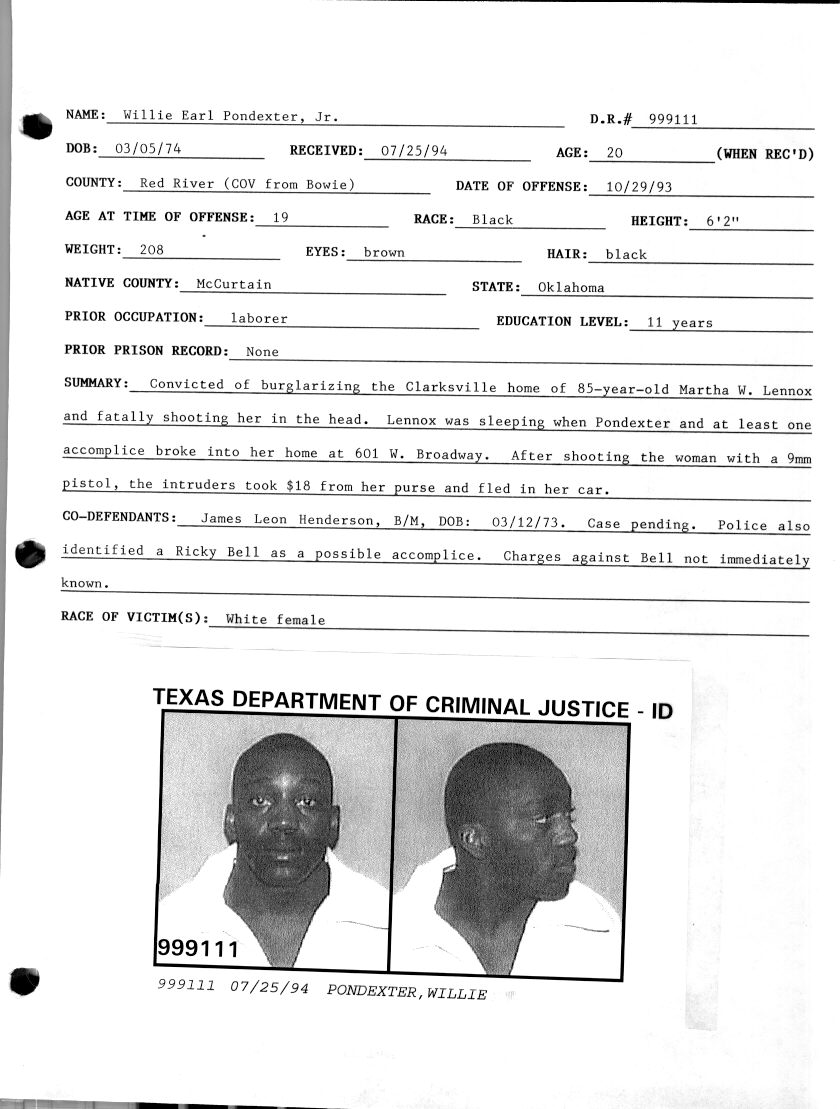 NAME: Willie Earl Pondexter, Jr. D.R.# 999111
DOB: 03/05/74 RECEIVED: 07/25/94 AGE: 20 (WHEN REC'D)
COUNTY: Red River (COV from Bowie) DATE OF OFFENSE: 10/29/93
AGE AT TIME OF OFFENSE: 19 RACE: Black HEIGHT: 6'2"
WEIGHT: 208 EYES: brown HAIR: black
NATIVE COUNTY: McCurtain STATE: Oklahoma
PRIOR OCCUPATION: laborer EDUCATION LEVEL: 11 years
PRIOR PRISON RECORD: None
SUMMARY: Convicted of burglarizing the Clarksville home of 85-year-old Martha W. Lennox
and fatally shooting her in the head. Lennox was sleeping when Pondexter and at least one
accomplice broke into her home at 601 W. Broadway. After shooting the woman with a 9mm
pistol, the intruders took $18 from her purse and fled in her car.
CO-DEFENDANTS: James Leon Henderson, B/M, DOB: 03/12/73. Case pending. Police also
identified a Ricky Bell as a possible accomplice. Charges against Bell not immediately
known.
RACE OF VICTIM(S): White female
TEXAS DEPARTMENT OF CRIMINAL JUSTICE - ID
999111
999111 07/25/94 PONDEXTER,WILLIE